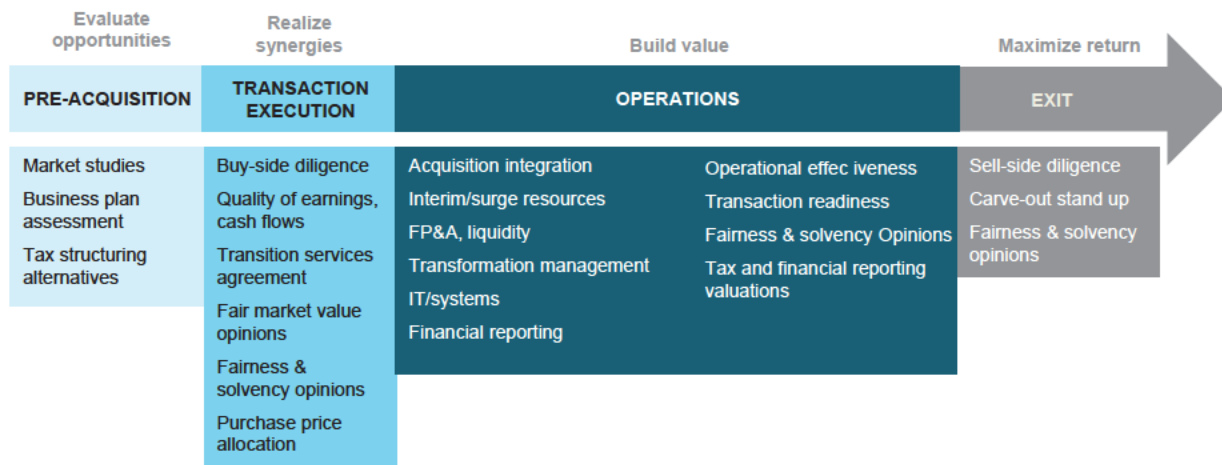 Evaluate
opportunities
Realize
synergies
Build value
Maximize return
PRE-ACQUISITION
TRANSACTION
EXECUTION
OPERATIONS
EXIT
Market studies
Business plan
assessment
Tax structuring
alternatives
Buy-side diligence
Quality of earnings,
cash flows
Transition services
agreement
Fair market value
opinions
Fairness &
solvency opinions
Purchase price
allocation
Acquisition integration
Interim/surge resources
FP&A, liquidity
Transformation management
IT/systems
Financial reporting
Operational effec iveness
Transaction readiness
Fairness & solvency Opinions
Tax and financial reporting
valuations
Sell-side diligence
Carve-out stand up
Fairness & solvency
opinions